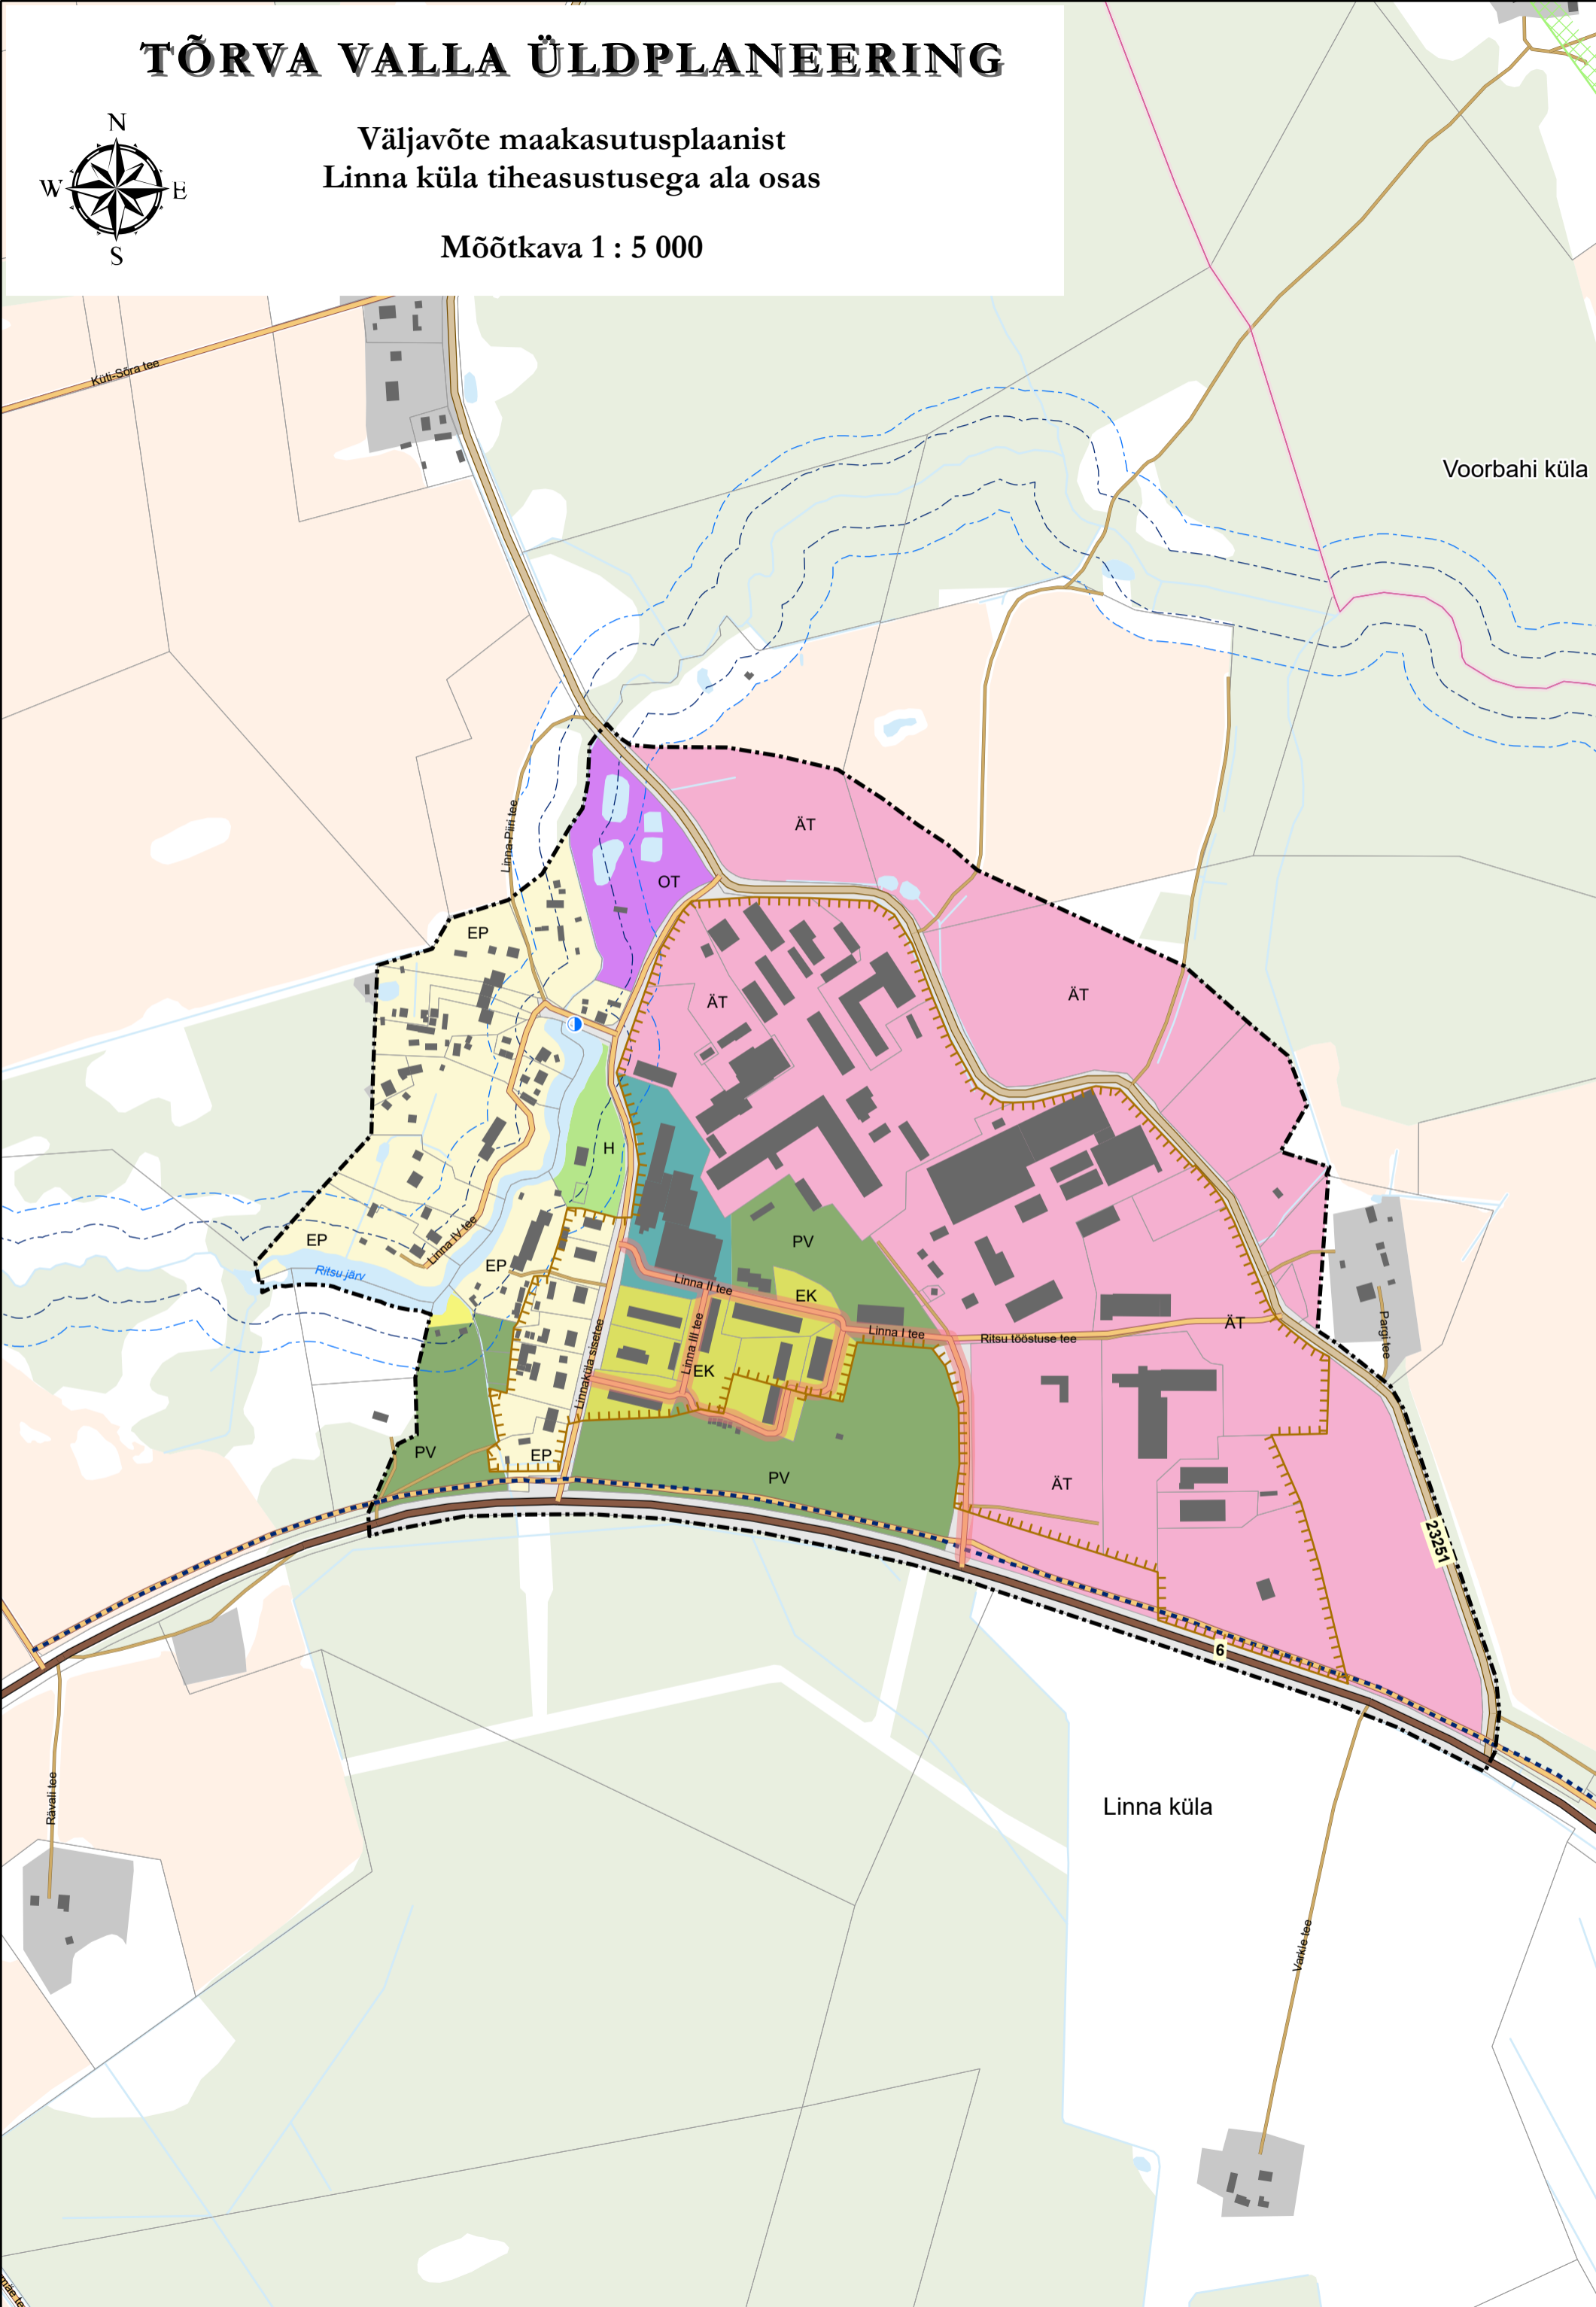 TÕRVA VALLA ÜLDPLANEERING
N
W
E
S
Väljavõte maakasutusplaanist
Linna küla tiheasustusega ala osas
Mõõtkava 1 : 5 000
Küti-Sõra tee
Voorbahi küla
Linna-Piiri tee
ÄT
OT
EP
ÄT
ÄT
H
EP
Linna IV tee
EP
Ritsu järv
PV
Linna II tee
EK
Linna I tee
Ritsu tööstuse tee
ÄT
Pargi tee
Linnaküla sisetee
Linna III tee
EK
PV
EP
PV
ÄT
23251
6
Linna küla
Rävali tee
Varkle tee